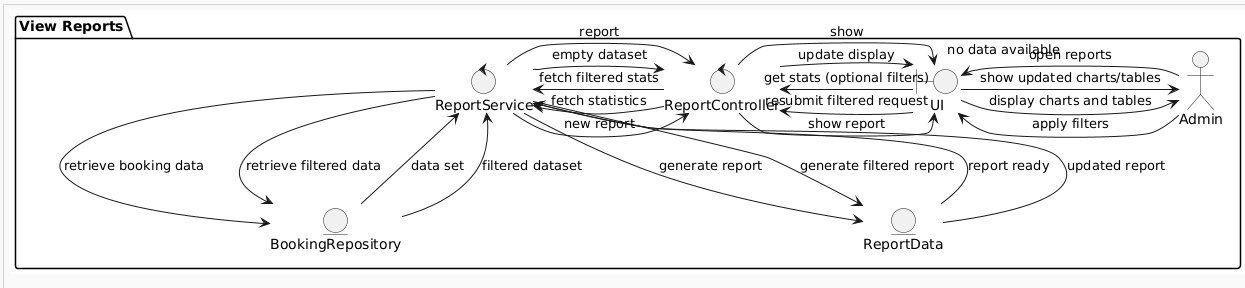 View Reports
report
show
no data available
empty dataset
update display
open reports
fetch filtered stats
get stats (optional filters)
show updated charts/tables
ReportService
ReportController
UI
fetch statistics
resubmit filtered request
display charts and tables
Admin
new report
show report
apply filters
retrieve booking data
retrieve filtered data
data set
filtered dataset
generate report
generate filtered report
report ready
updated report
BookingRepository
ReportData